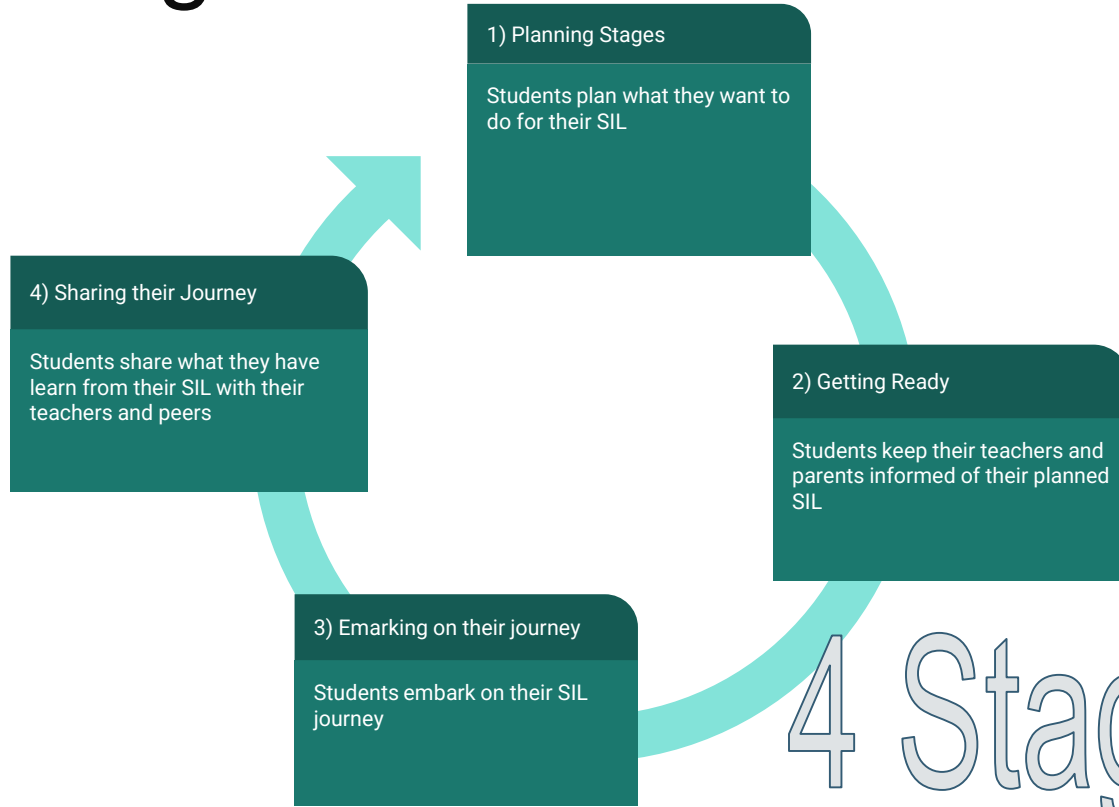 1) Planning Stages
Students plan what they want to
do for their SIL
2) Getting Ready
Students keep their teachers and
parents informed of their planned
SIL
3) Emarking on their journey
Students embark on their SIL
journey
4) Sharing their Journey
Students share what they have
learn from their SIL with their
teachers and peers
4